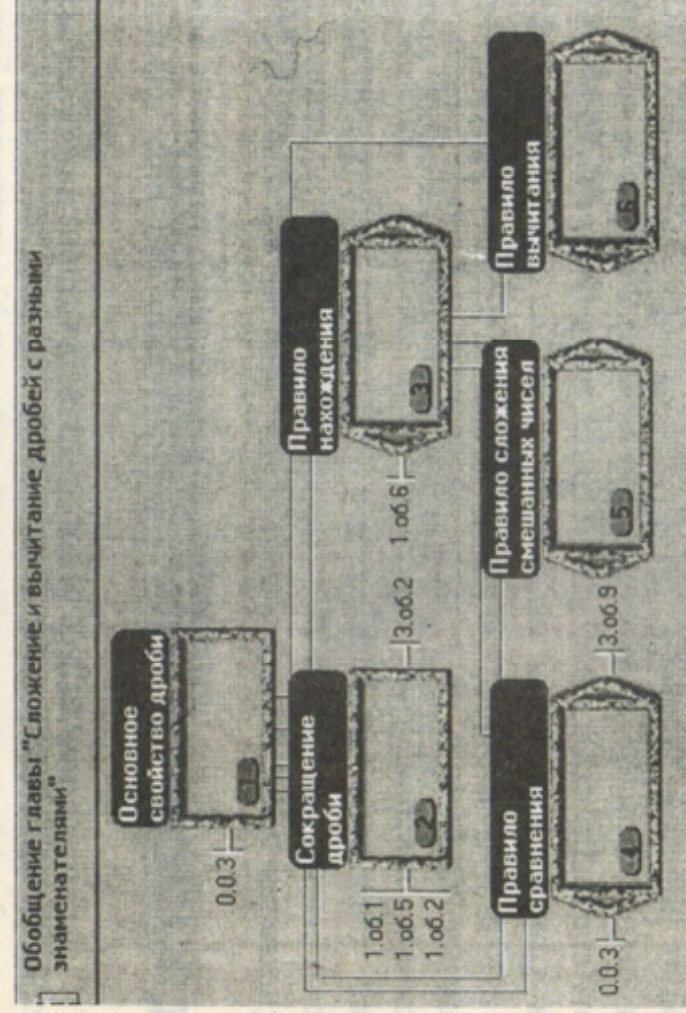 Обобщение главы "Сложение и вычитание дробей с разными
знаменателями"
Основное
свойство дроби
1
0.0.3
Сокращение
дроби
2
1.об.1
1.об.5
1.об.2
3.об.2
Правило
нахождения
3
1.об.6
Правило
сравнения
4
0.0.3
3.об.9
Правило сложения
смешанных чисел
5
Правило
вычитания
6